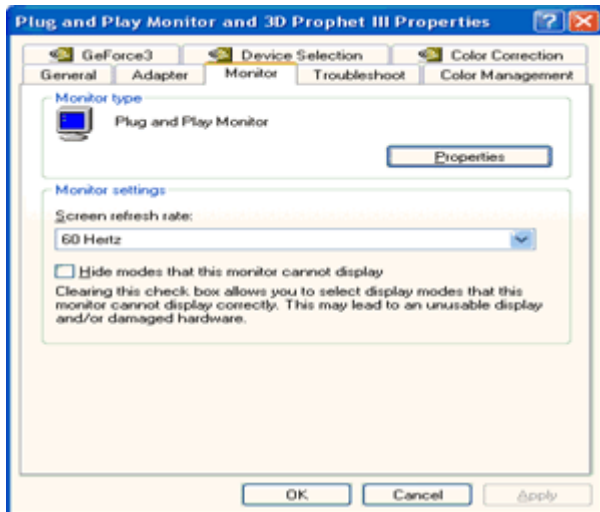 Plug and Play Monitor and 3D Prophet III Properties
GeForce3 Device Selection Color Correction
General Adapter Monitor Troubleshoot Color Management
Monitor type
Plug and Play Monitor
Properties
Monitor settings
Screen refresh rate:
60 Hertz
Hide modes that this monitor cannot display
Clearing this check box allows you to select display modes that this
monitor cannot display correctly. This may lead to an unusable display
and/or damaged hardware.
OK Cancel Apply